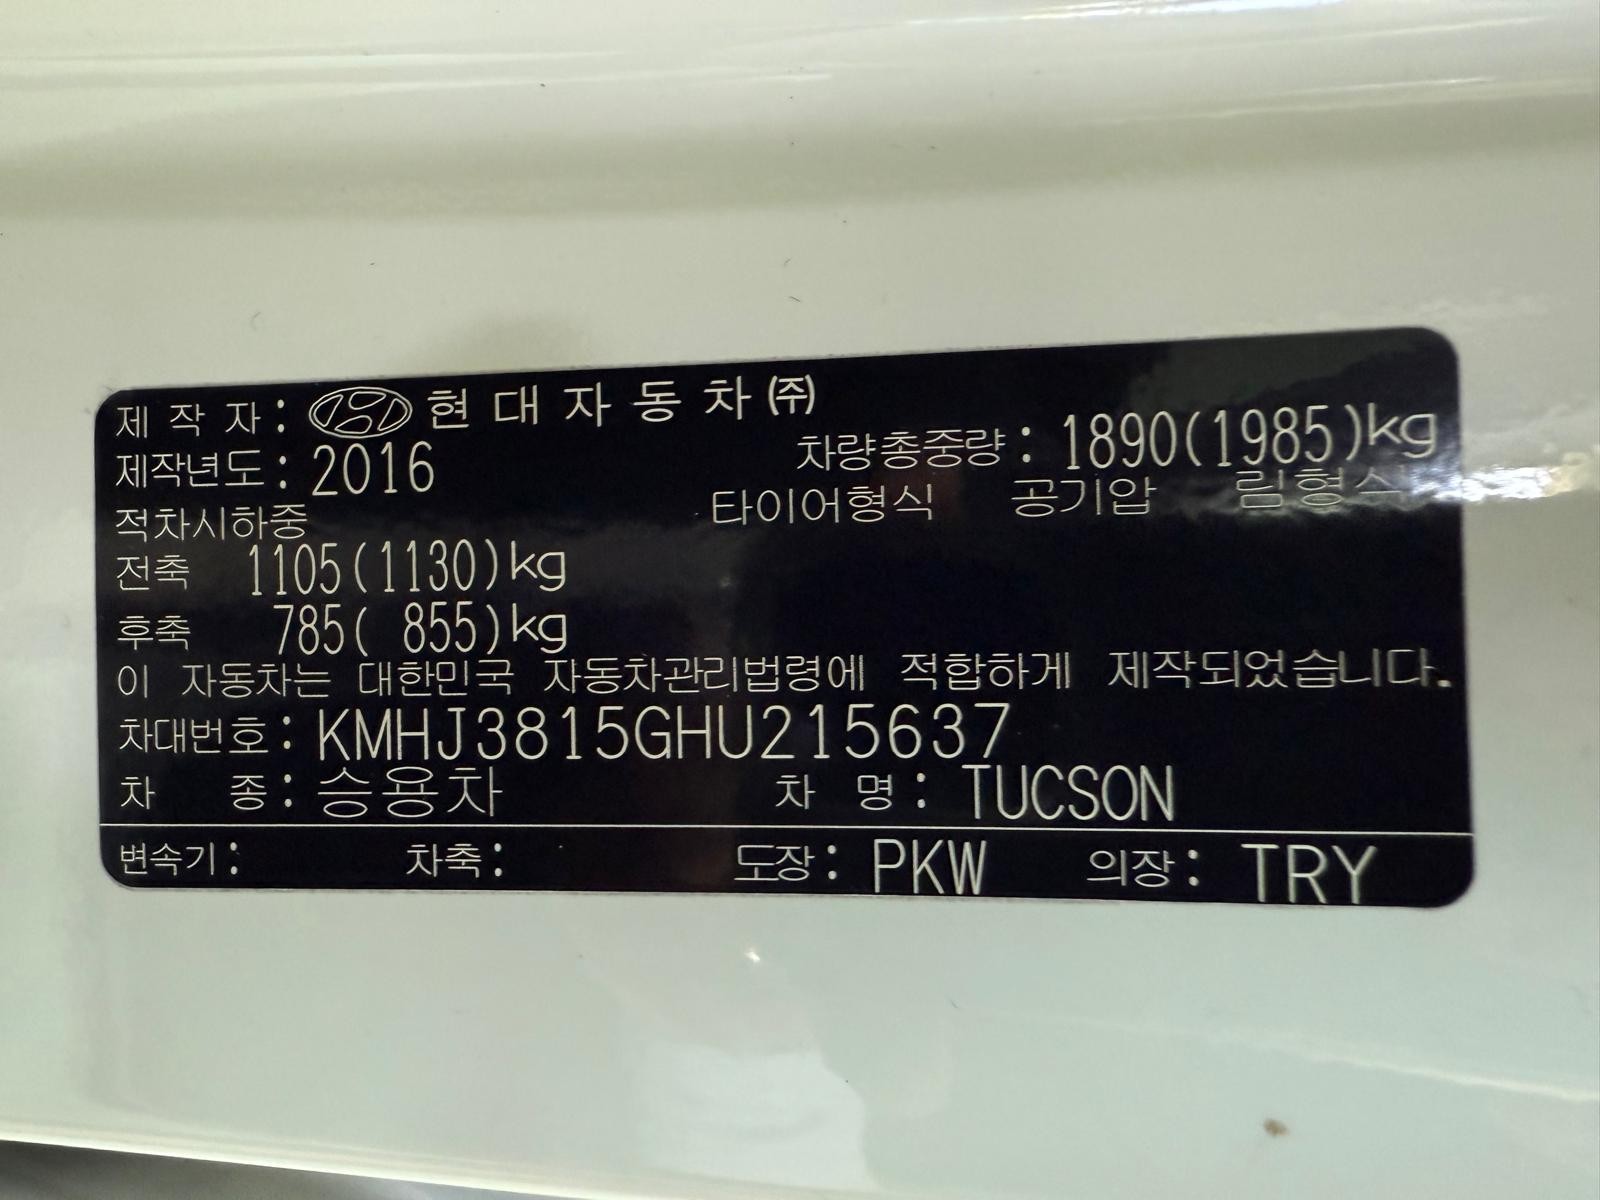 제 작 자 : 현 대 자 동 차 ㈜
제작년도 : 2016
차량총중량 : 1890(1985)kg
적차시하중
타이어형식 공기압 림형식
전축 1105(1130)kg
후축 785( 855)kg
이 자동차는 대한민국 자동차관리법령에 적합하게 제작되었습니다.
차대번호 : KMHJ3815GHU215637
차 종 : 승용차 차 명 : TUCSON
변속기 : 차축 : 도장 : PKW 의장 : TRY